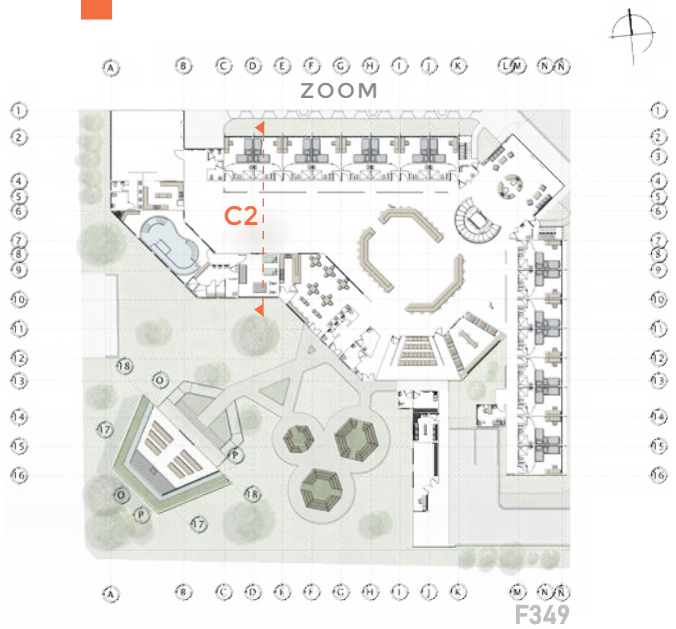 A B C D E F G H I J K L M N Ñ
ZOOM
1 1
2 2
3
4 4
5 5
6 6
C2
7 7
8 8
9 9
10 10
11 11
12 12
18 O
13 13
14 14
17
15 P 15
16 16
O 18
P 17
A B C D E F G H I J K M N Ñ
F349